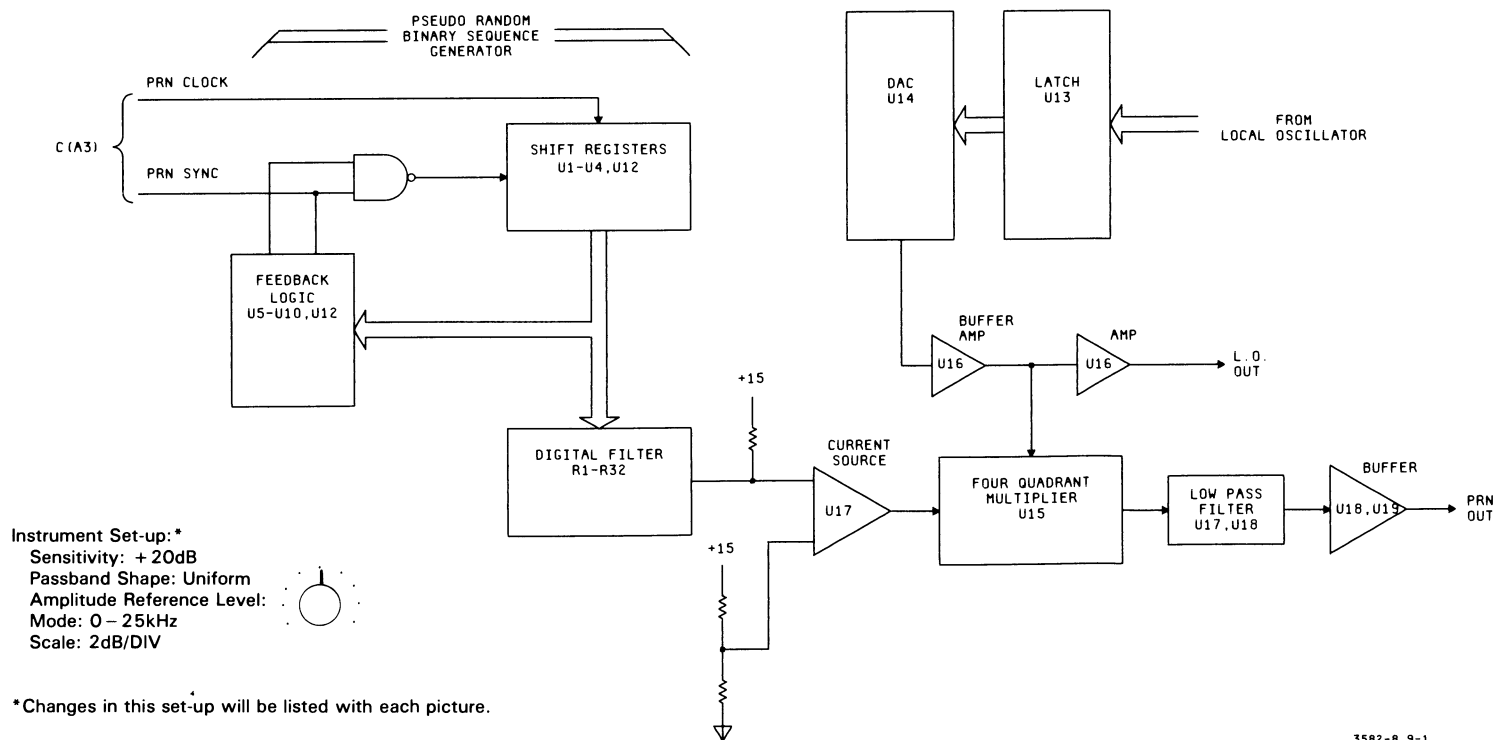 PSEUDO RANDOM
BINARY SEQUENCE
GENERATOR
PRN CLOCK
C(A3)
PRN SYNC
SHIFT REGISTERS
U1-U4,U12
FEEDBACK
LOGIC
U5-U10,U12
DIGITAL FILTER
R1-R32
DAC
U14
LATCH
U13
FROM
LOCAL OSCILLATOR
BUFFER
AMP
U16
AMP
U16
L.O.
OUT
+15
CURRENT
SOURCE
U17
+15
FOUR QUADRANT
MULTIPLIER
U15
LOW PASS
FILTER
U17,U18
BUFFER
U18,U19
PRN
OUT
Instrument Set-up:*
Sensitivity: +20dB
Passband Shape: Uniform
Amplitude Reference Level:
Mode: 0 – 25kHz
Scale: 2dB/DIV
*Changes in this set-up will be listed with each picture.
3582-8 9-1